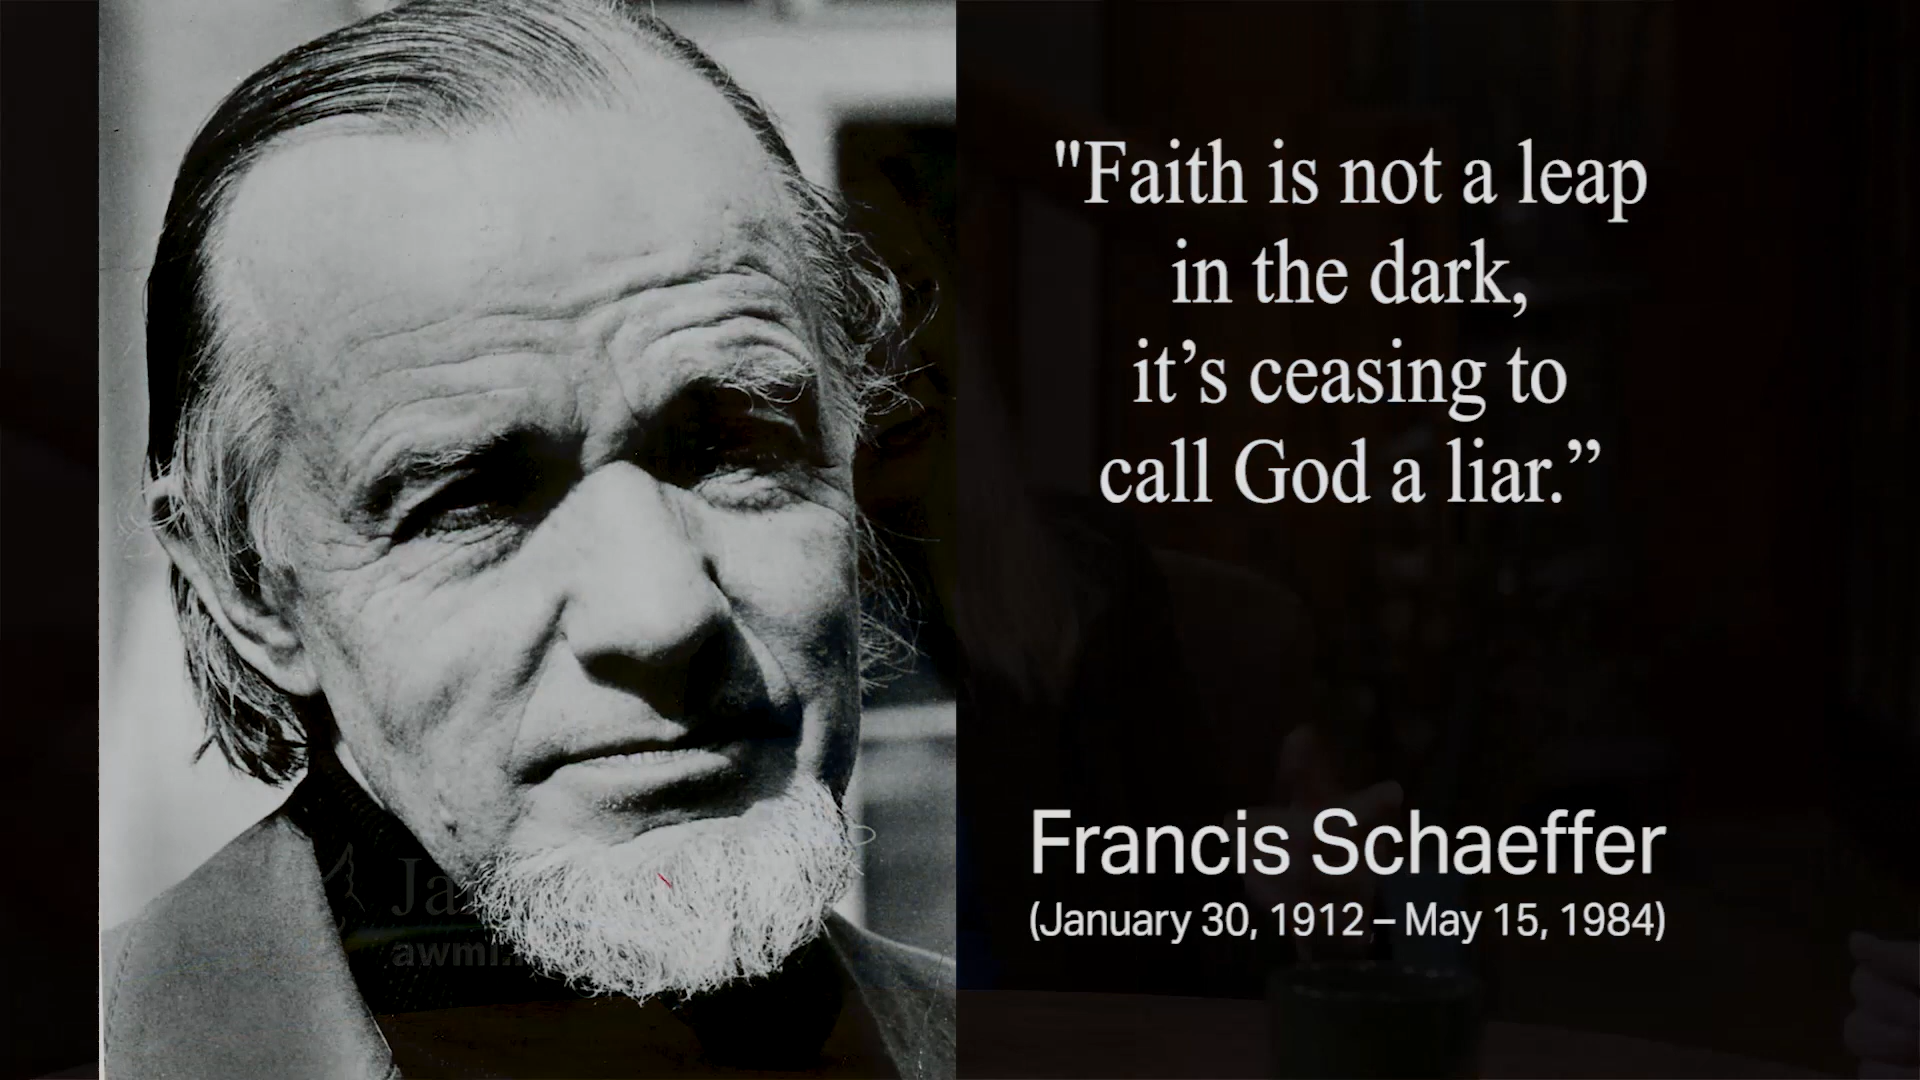 "Faith is not a leap
in the dark,
it’s ceasing to
call God a liar.”
Francis Schaeffer
(January 30, 1912 – May 15, 1984)